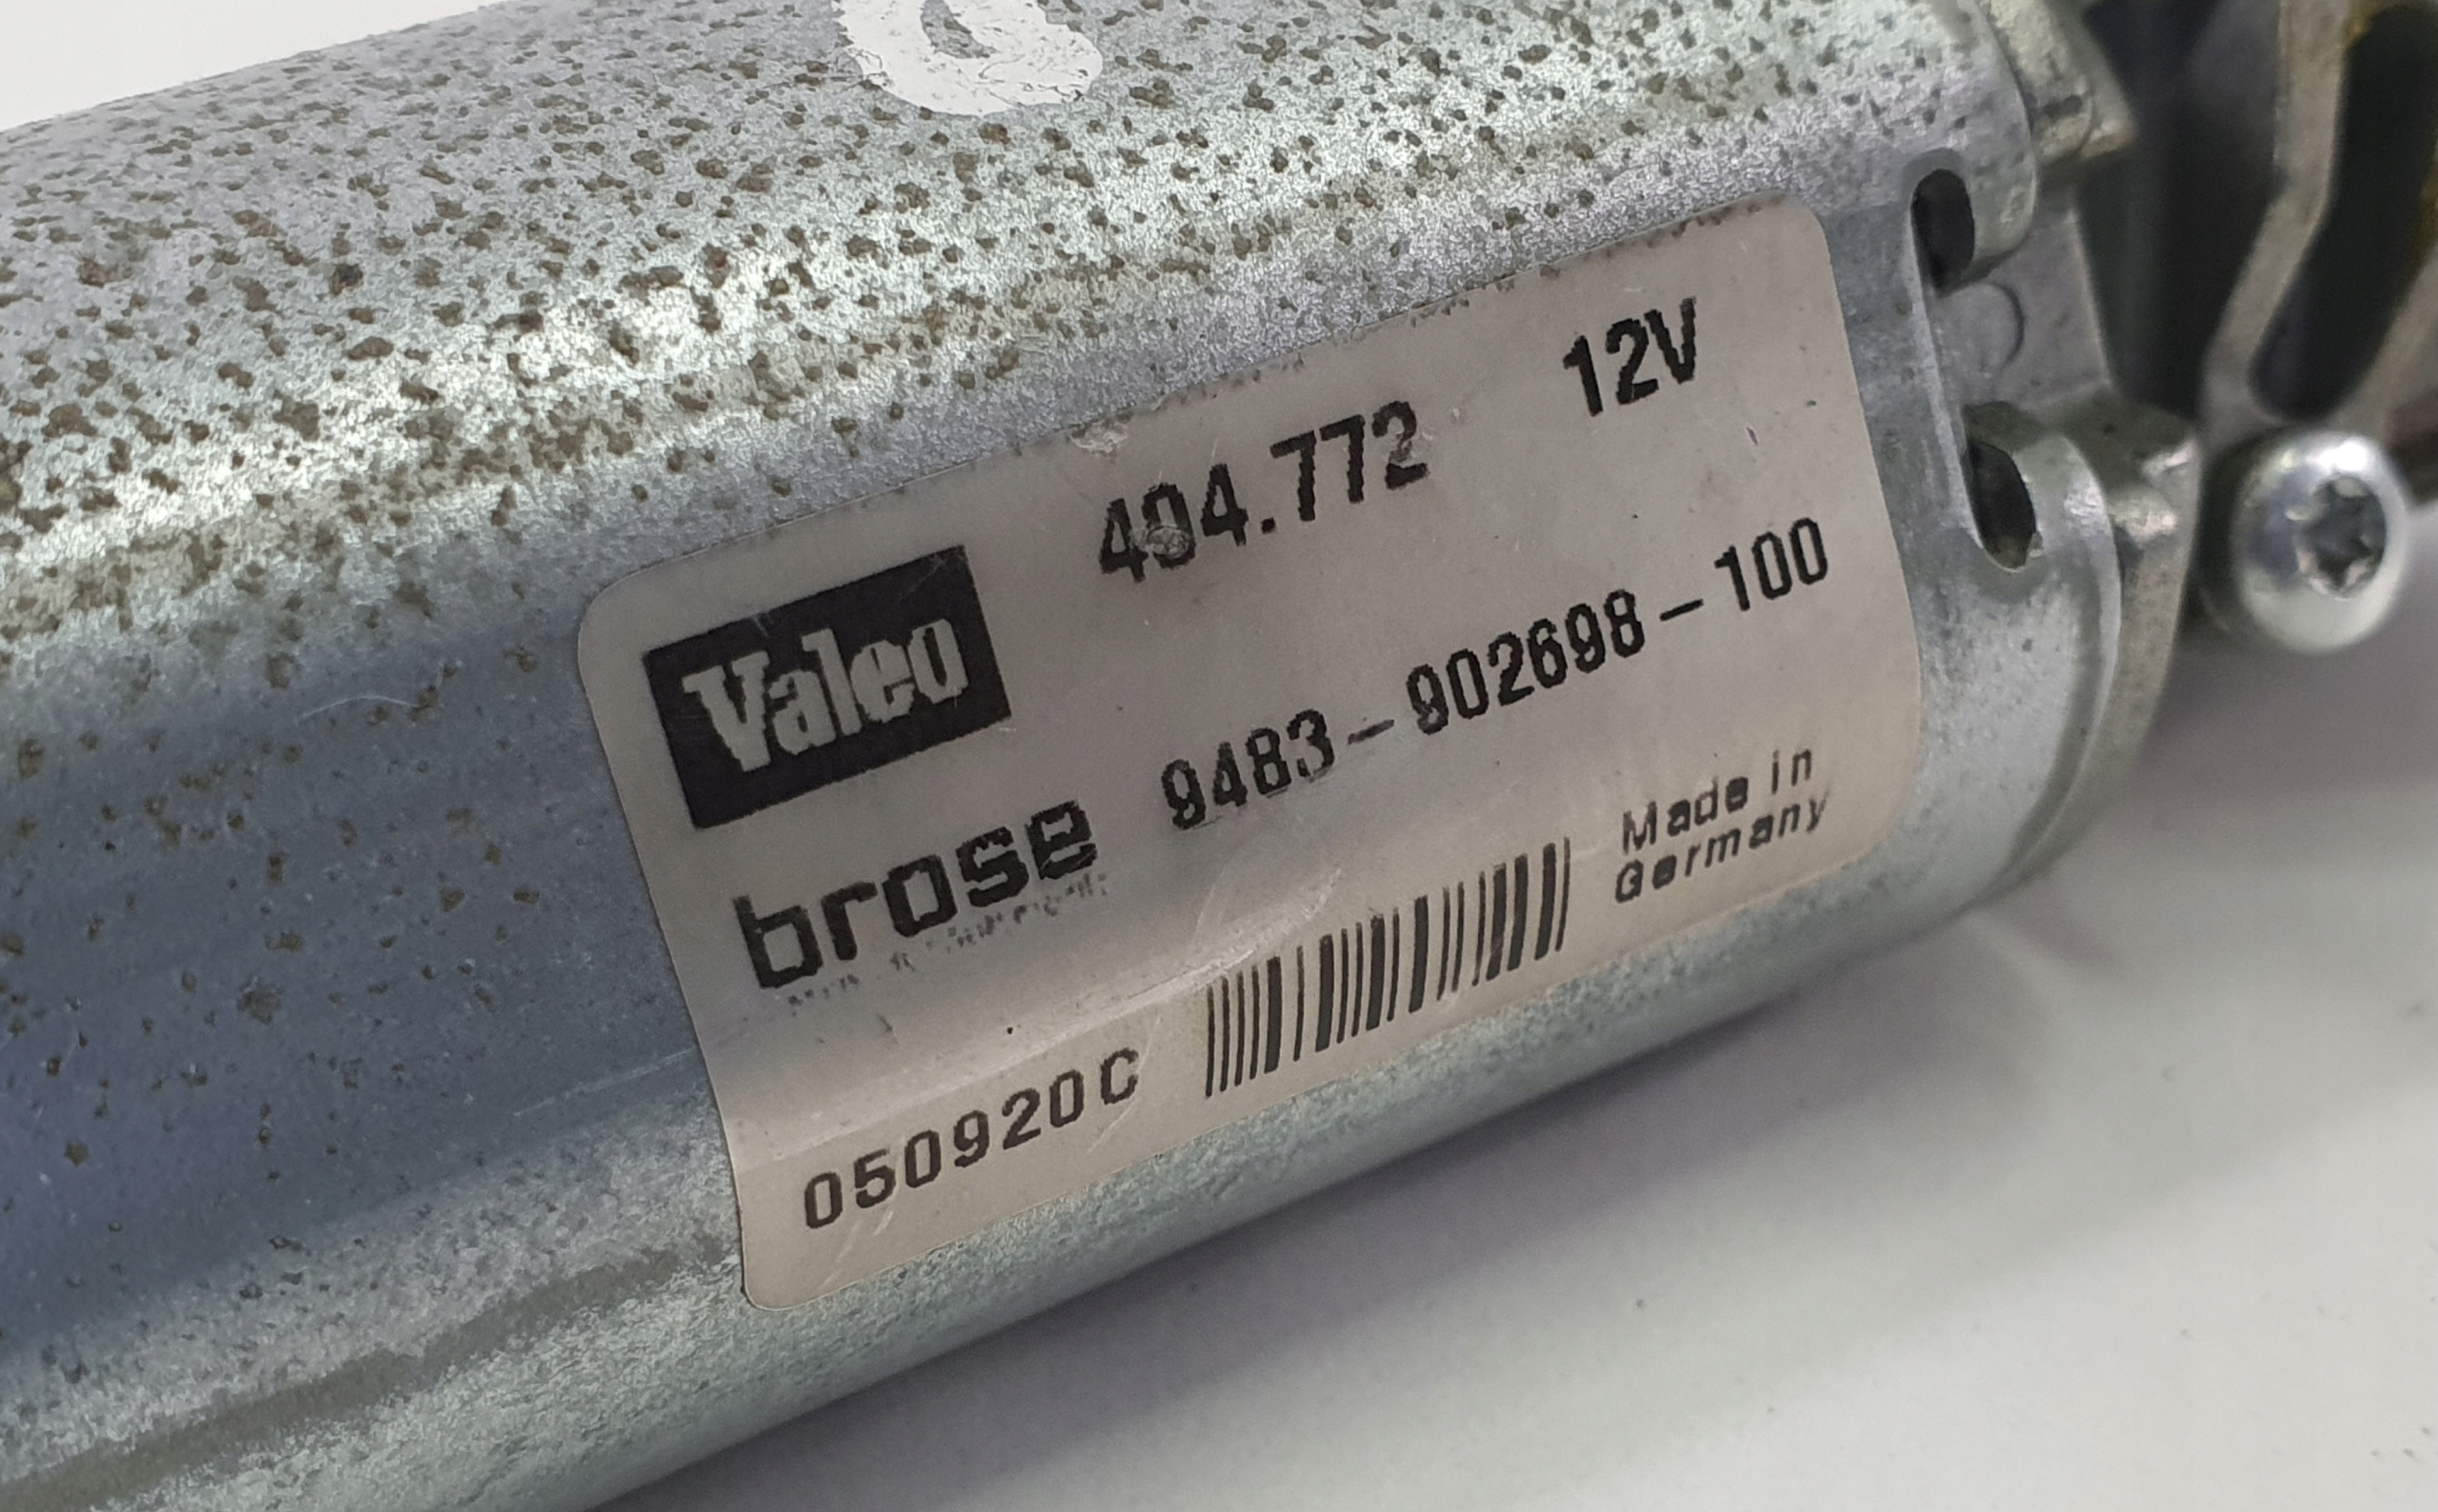 404.772 12V
Valeo
brose 9483-902698-100
Made in
Germany
050920C